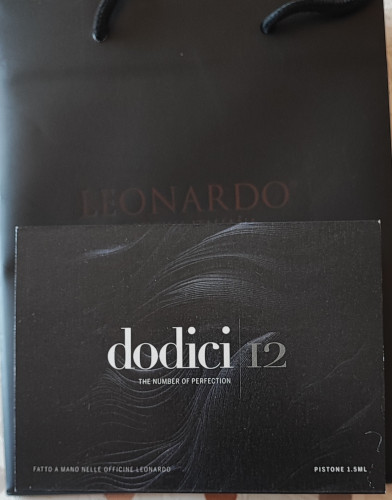 LEONARDO
dodici 12
THE NUMBER OF PERFECTION
FATTO A MANO NELLE OFFICINE LEONARDO
PISTONE 1.5ML